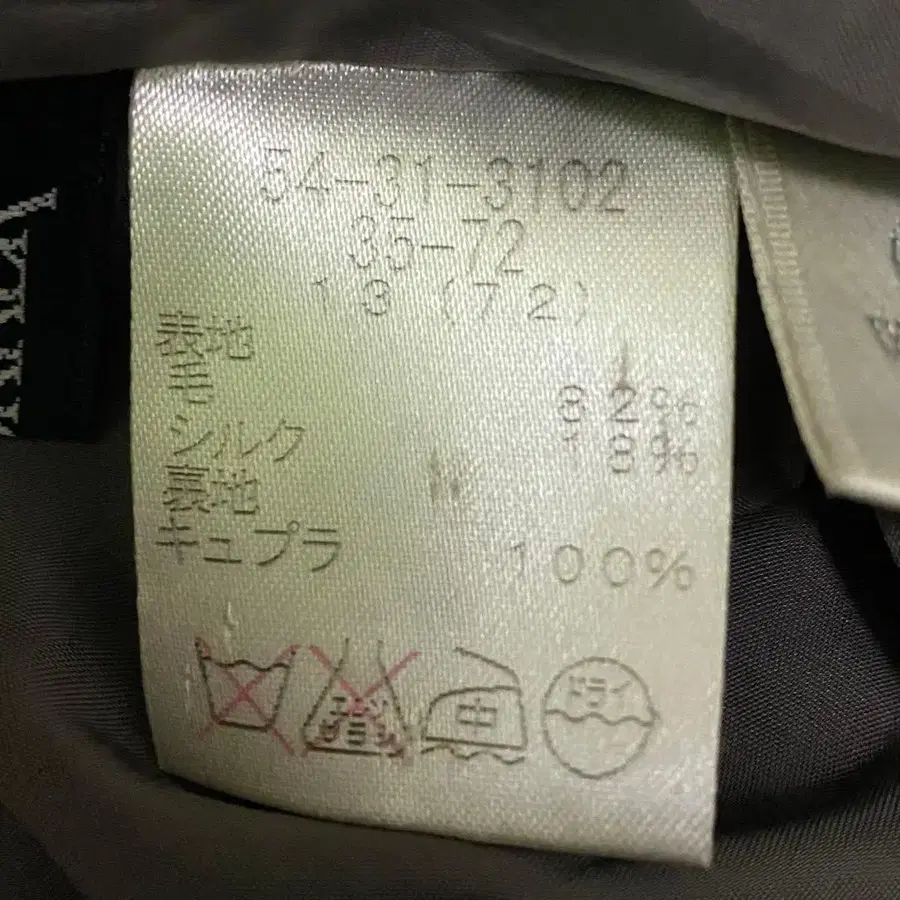 54-31-3102
35-72
13 (72)
表地
毛 82%
シルク 18%
裏地
キュプラ 100%
中 ドライ